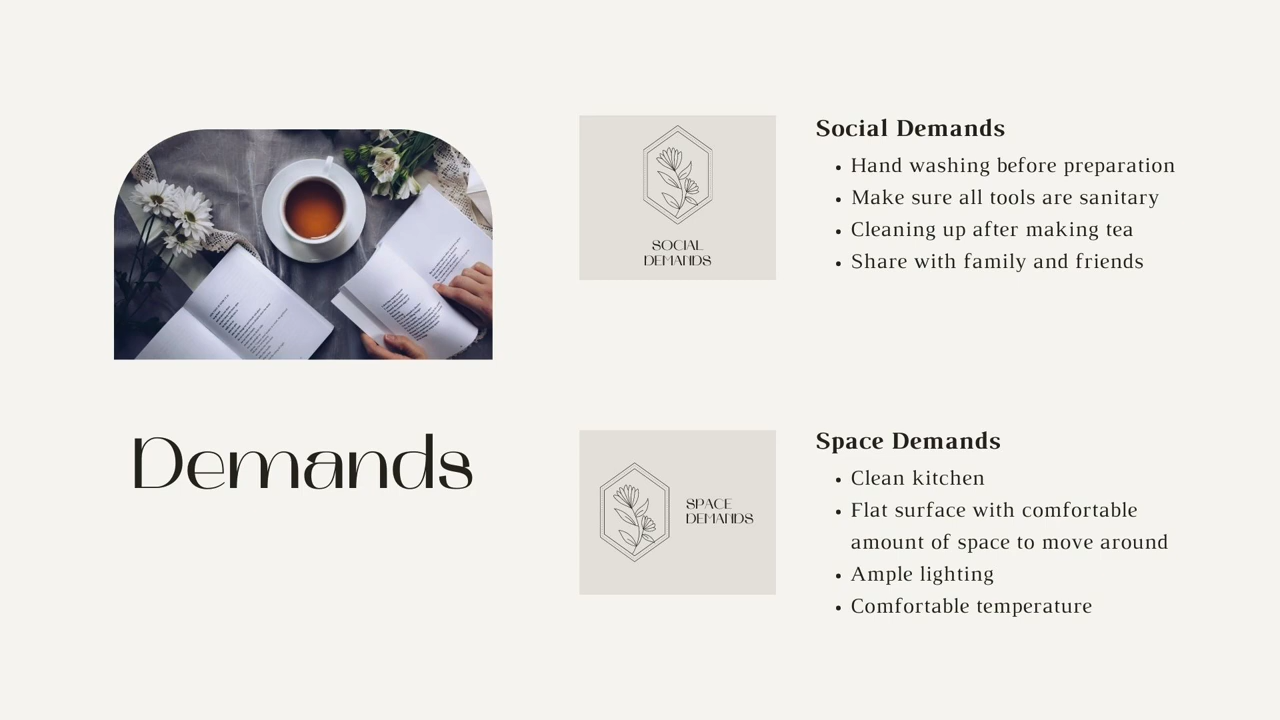 Demands
SOCIAL
DEMANDS
Social Demands
Hand washing before preparation
Make sure all tools are sanitary
Cleaning up after making tea
Share with family and friends
SPACE
DEMANDS
Space Demands
Clean kitchen
Flat surface with comfortable
amount of space to move around
Ample lighting
Comfortable temperature